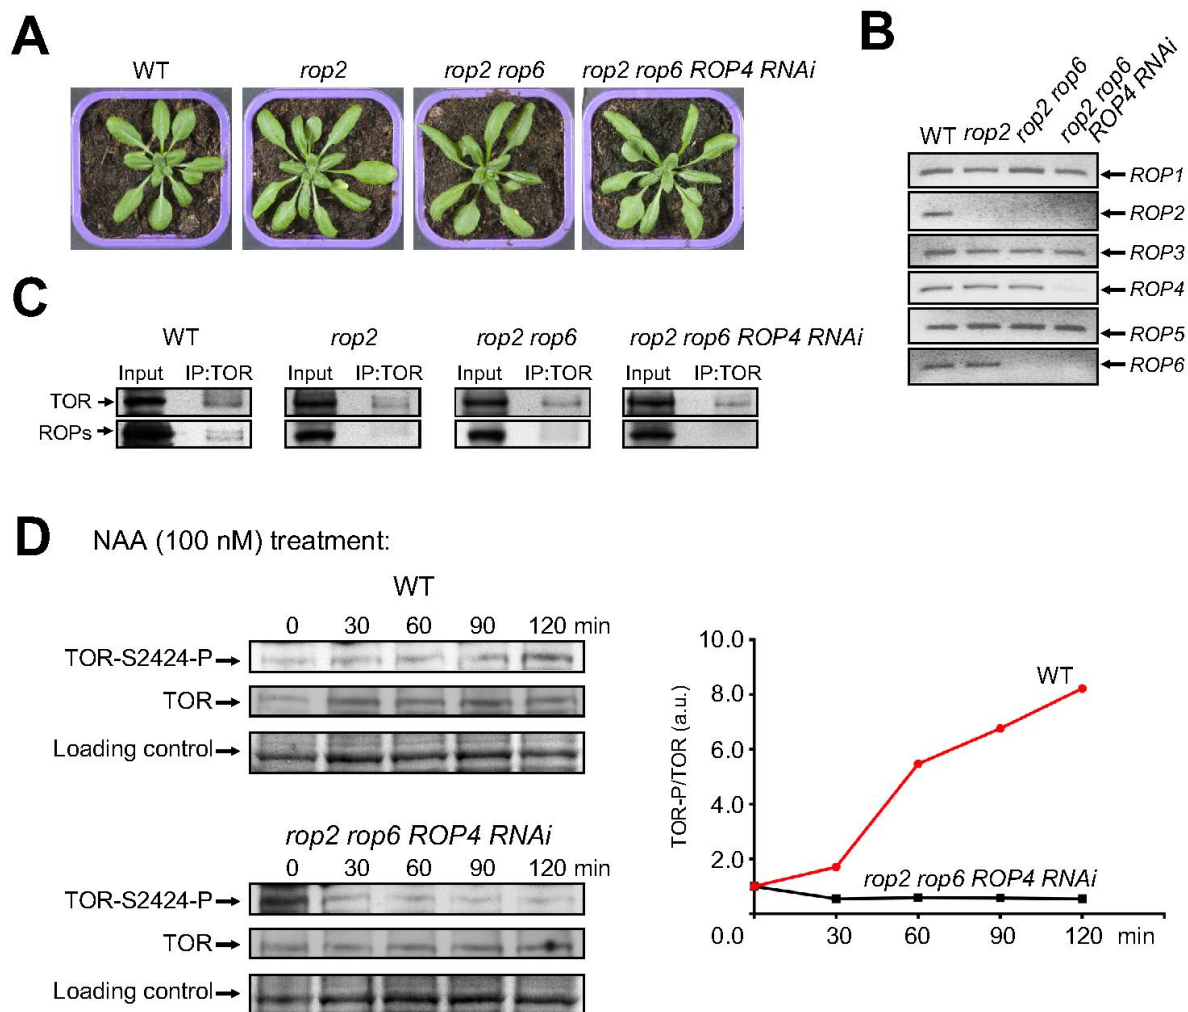 A
WT rop2 rop2 rop6 rop2 rop6 ROP4 RNAi
B
WT rop2 rop2 rop6 rop2 rop6 ROP4 RNAi
ROP1
ROP2
ROP3
ROP4
ROP5
ROP6
C
WT rop2 rop2 rop6 rop2 rop6 ROP4 RNAi
Input IP:TOR Input IP:TOR Input IP:TOR Input IP:TOR
TOR
ROPs
D NAA (100 nM) treatment:
WT
0 30 60 90 120 min
TOR-S2424-P
TOR
Loading control
rop2 rop6 ROP4 RNAi
0 30 60 90 120 min
TOR-S2424-P
TOR
Loading control
TOR-P/TOR (a.u.)
10.0
8.0
6.0
4.0
2.0
0.0
WT
rop2 rop6 ROP4 RNAi
30 60 90 120 min